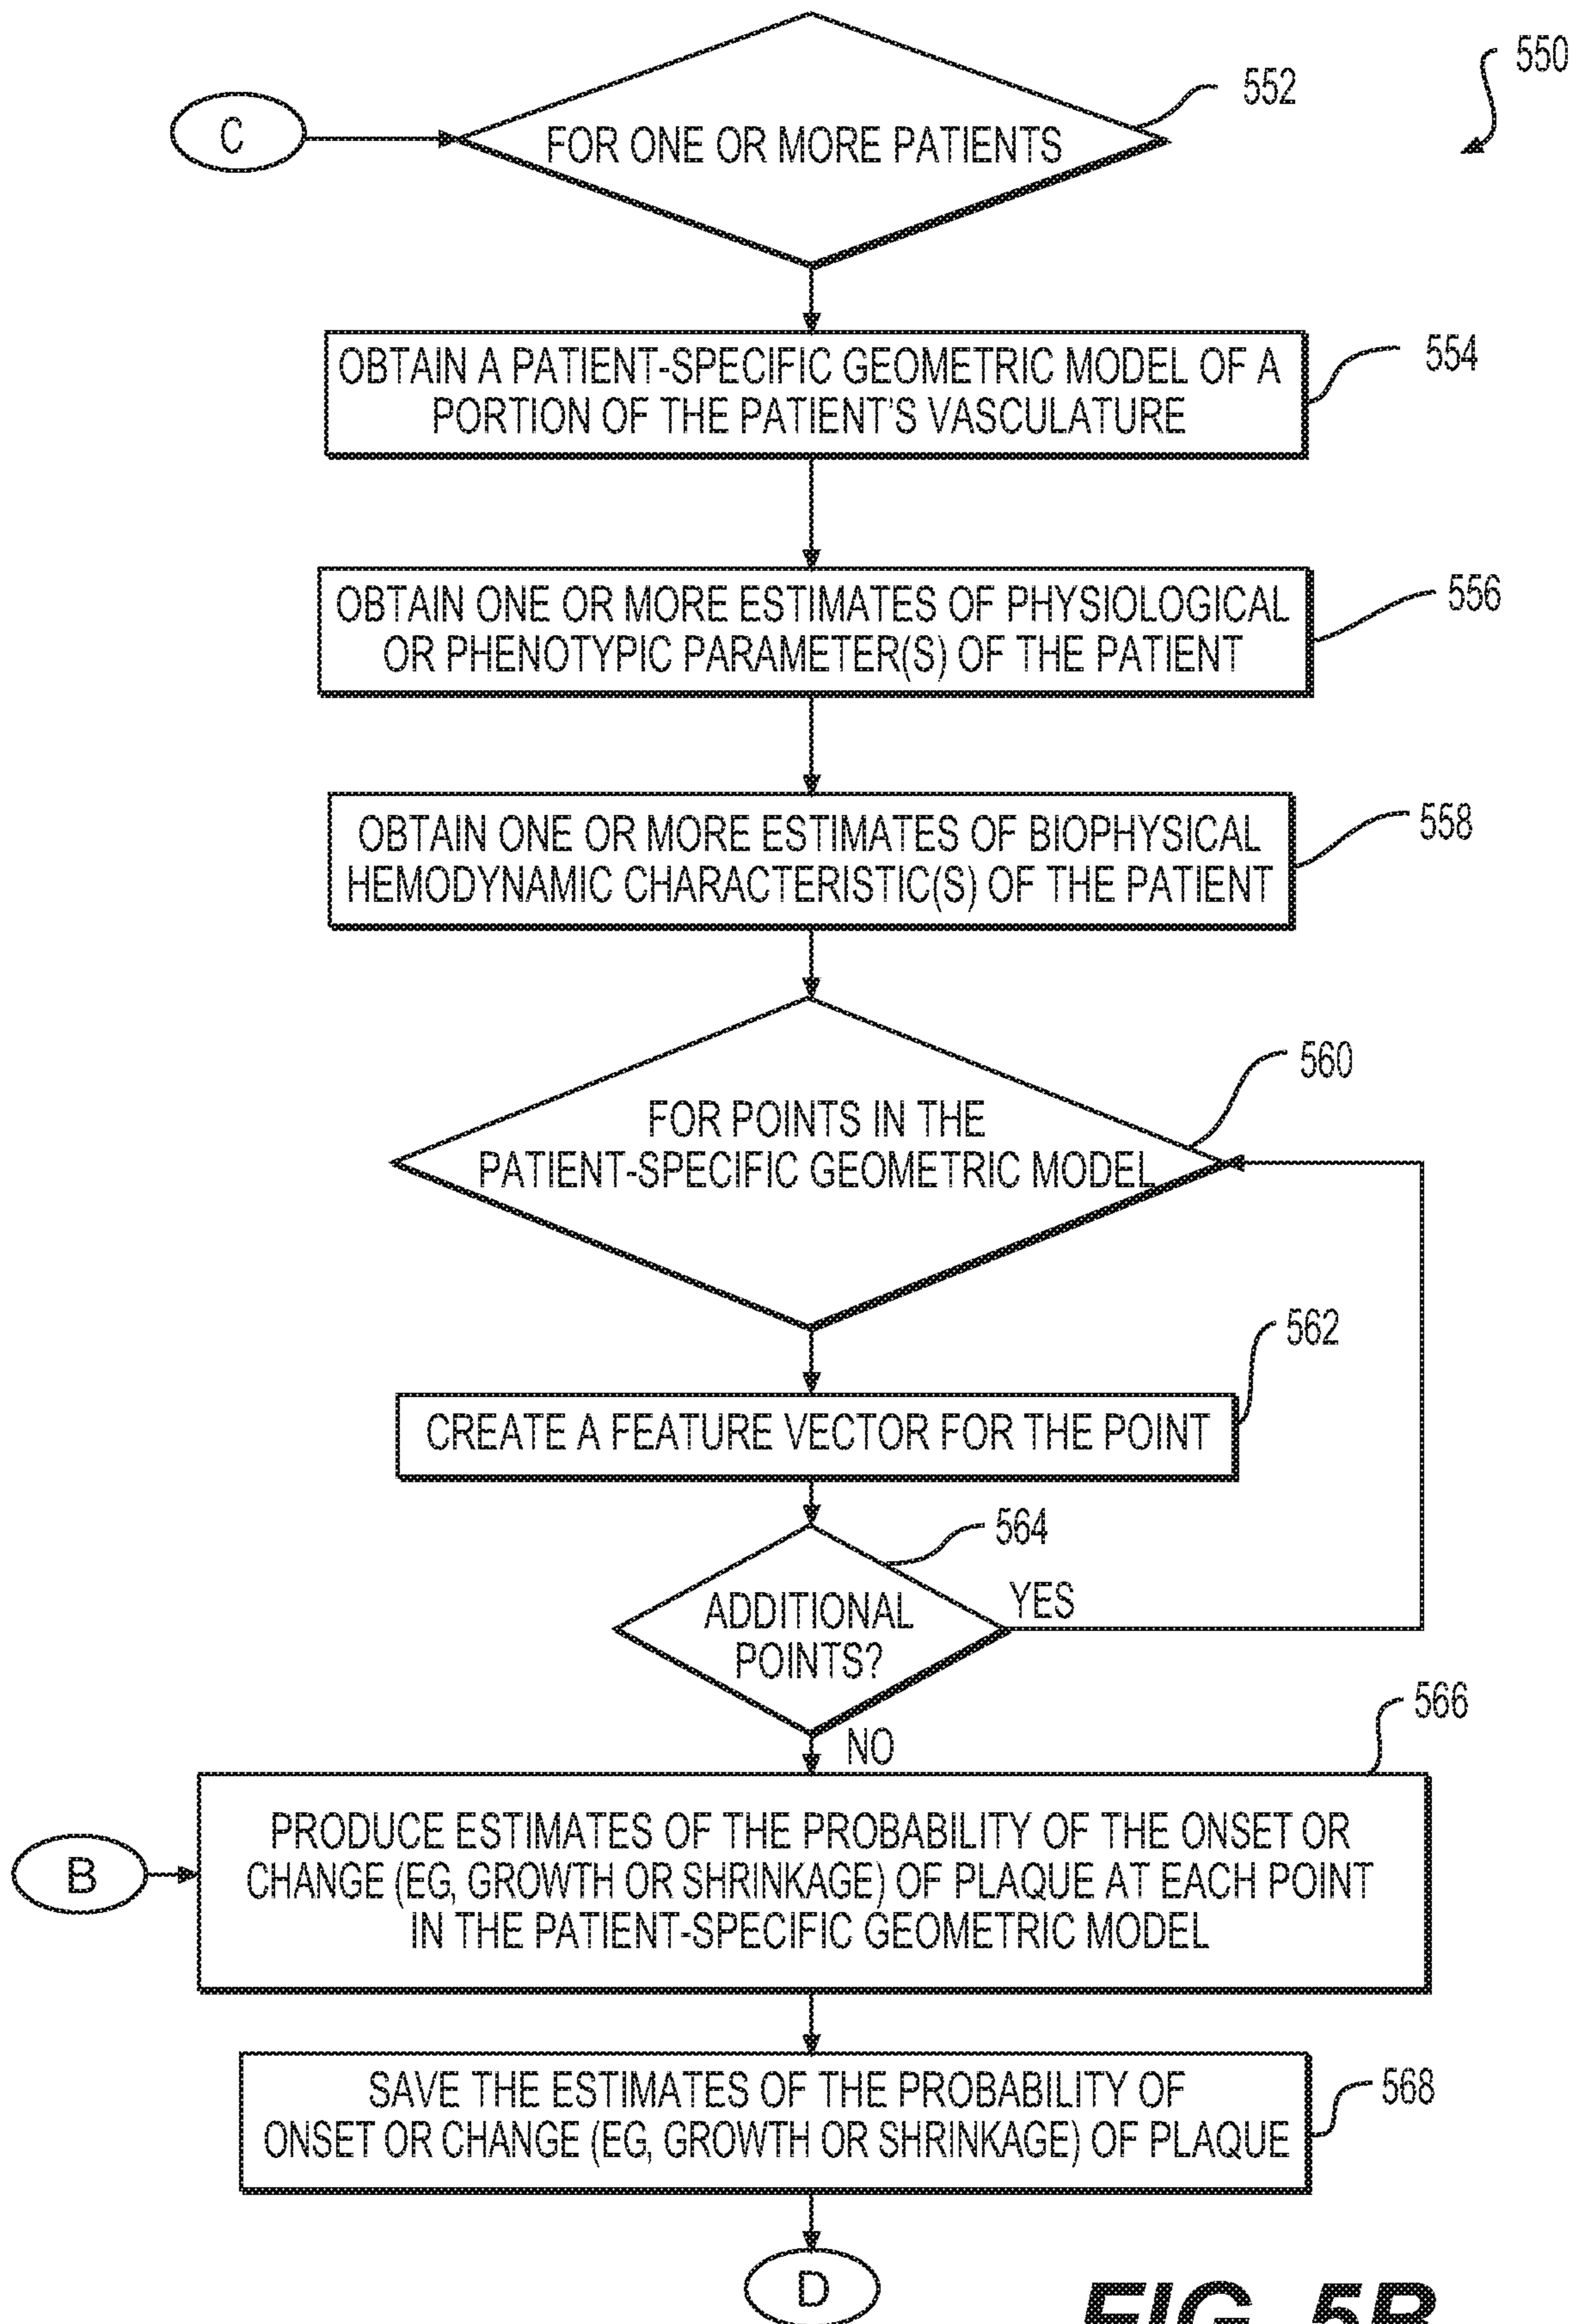 550
552
C
FOR ONE OR MORE PATIENTS
554
OBTAIN A PATIENT-SPECIFIC GEOMETRIC MODEL OF A
PORTION OF THE PATIENT'S VASCULATURE
556
OBTAIN ONE OR MORE ESTIMATES OF PHYSIOLOGICAL
OR PHENOTYPIC PARAMETER(S) OF THE PATIENT
558
OBTAIN ONE OR MORE ESTIMATES OF BIOPHYSICAL
HEMODYNAMIC CHARACTERISTIC(S) OF THE PATIENT
560
FOR POINTS IN THE
PATIENT-SPECIFIC GEOMETRIC MODEL
562
CREATE A FEATURE VECTOR FOR THE POINT
564
YES
ADDITIONAL
POINTS?
NO
566
B
PRODUCE ESTIMATES OF THE PROBABILITY OF THE ONSET OR
CHANGE (EG, GROWTH OR SHRINKAGE) OF PLAQUE AT EACH POINT
IN THE PATIENT-SPECIFIC GEOMETRIC MODEL
568
SAVE THE ESTIMATES OF THE PROBABILITY OF
ONSET OR CHANGE (EG, GROWTH OR SHRINKAGE) OF PLAQUE
D
FIG. 5B